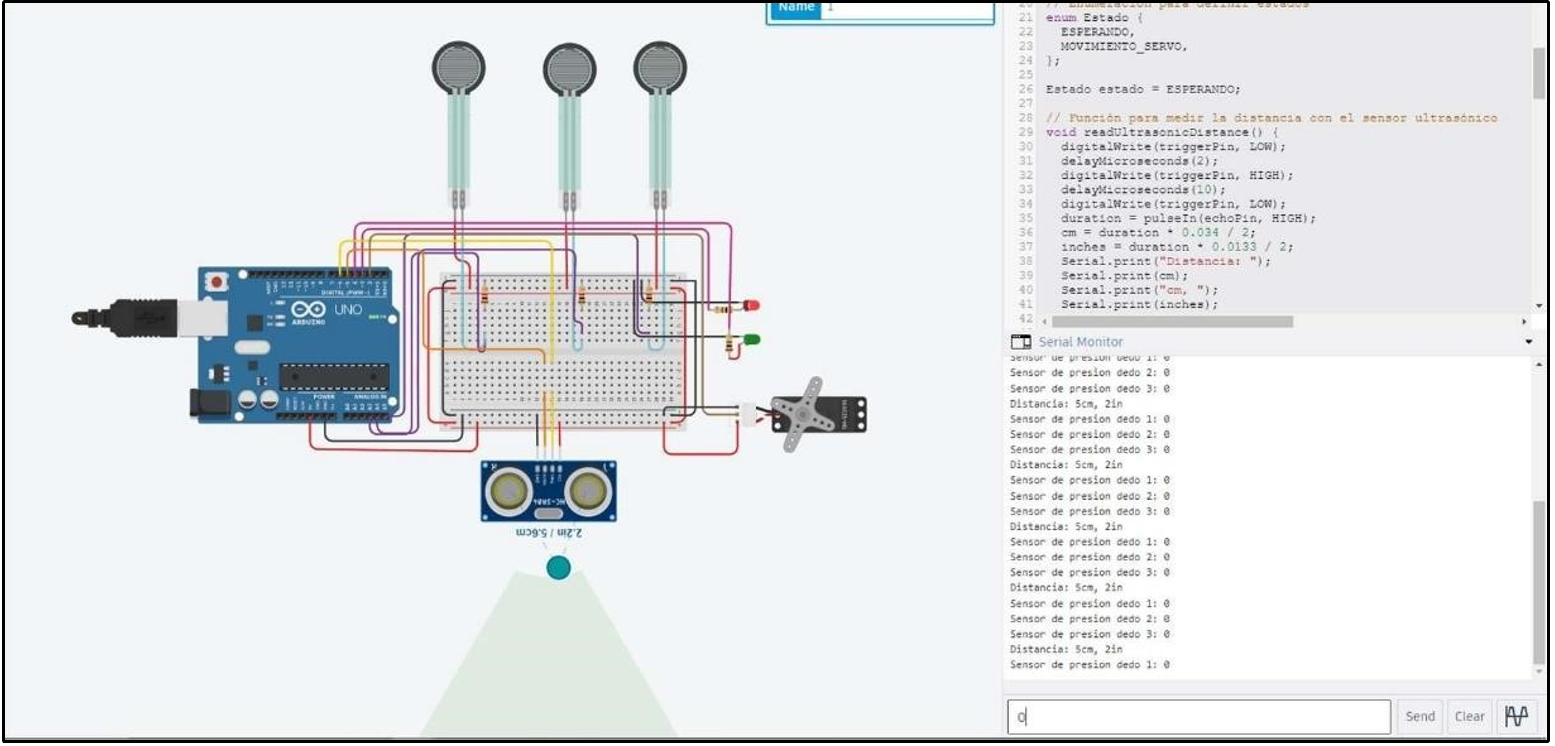 Name 1
DIGITAL (PWM~)
UNO
ARDUINO
POWER
ANALOG IN
HC-SR04
2.2in / 5.6cm
20 // Enumeración para definir estados
21 enum Estado {
22 ESPERANDO,
23 MOVIMIENTO_SERVO,
24 };
25
26 Estado estado = ESPERANDO;
27
28 // Función para medir la distancia con el sensor ultrasónico
29 void readUltrasonicDistance() {
30 digitalWrite(triggerPin, LOW);
31 delayMicroseconds(2);
32 digitalWrite(triggerPin, HIGH);
33 delayMicroseconds(10);
34 digitalWrite(triggerPin, LOW);
35 duration = pulseIn(echoPin, HIGH);
36 cm = duration * 0.034 / 2;
37 inches = duration * 0.0133 / 2;
38 Serial.print("Distancia: ");
39 Serial.print(cm);
40 Serial.print("cm, ");
41 Serial.print(inches);
42
Serial Monitor
Sensor de presion dedo 1: 0
Sensor de presion dedo 2: 0
Sensor de presion dedo 3: 0
Distancia: 5cm, 2in
Sensor de presion dedo 1: 0
Sensor de presion dedo 2: 0
Sensor de presion dedo 3: 0
Distancia: 5cm, 2in
Sensor de presion dedo 1: 0
Sensor de presion dedo 2: 0
Sensor de presion dedo 3: 0
Distancia: 5cm, 2in
Sensor de presion dedo 1: 0
Sensor de presion dedo 2: 0
Sensor de presion dedo 3: 0
Distancia: 5cm, 2in
Sensor de presion dedo 1: 0
Sensor de presion dedo 2: 0
Sensor de presion dedo 3: 0
Distancia: 5cm, 2in
Sensor de presion dedo 1: 0
0
Send
Clear